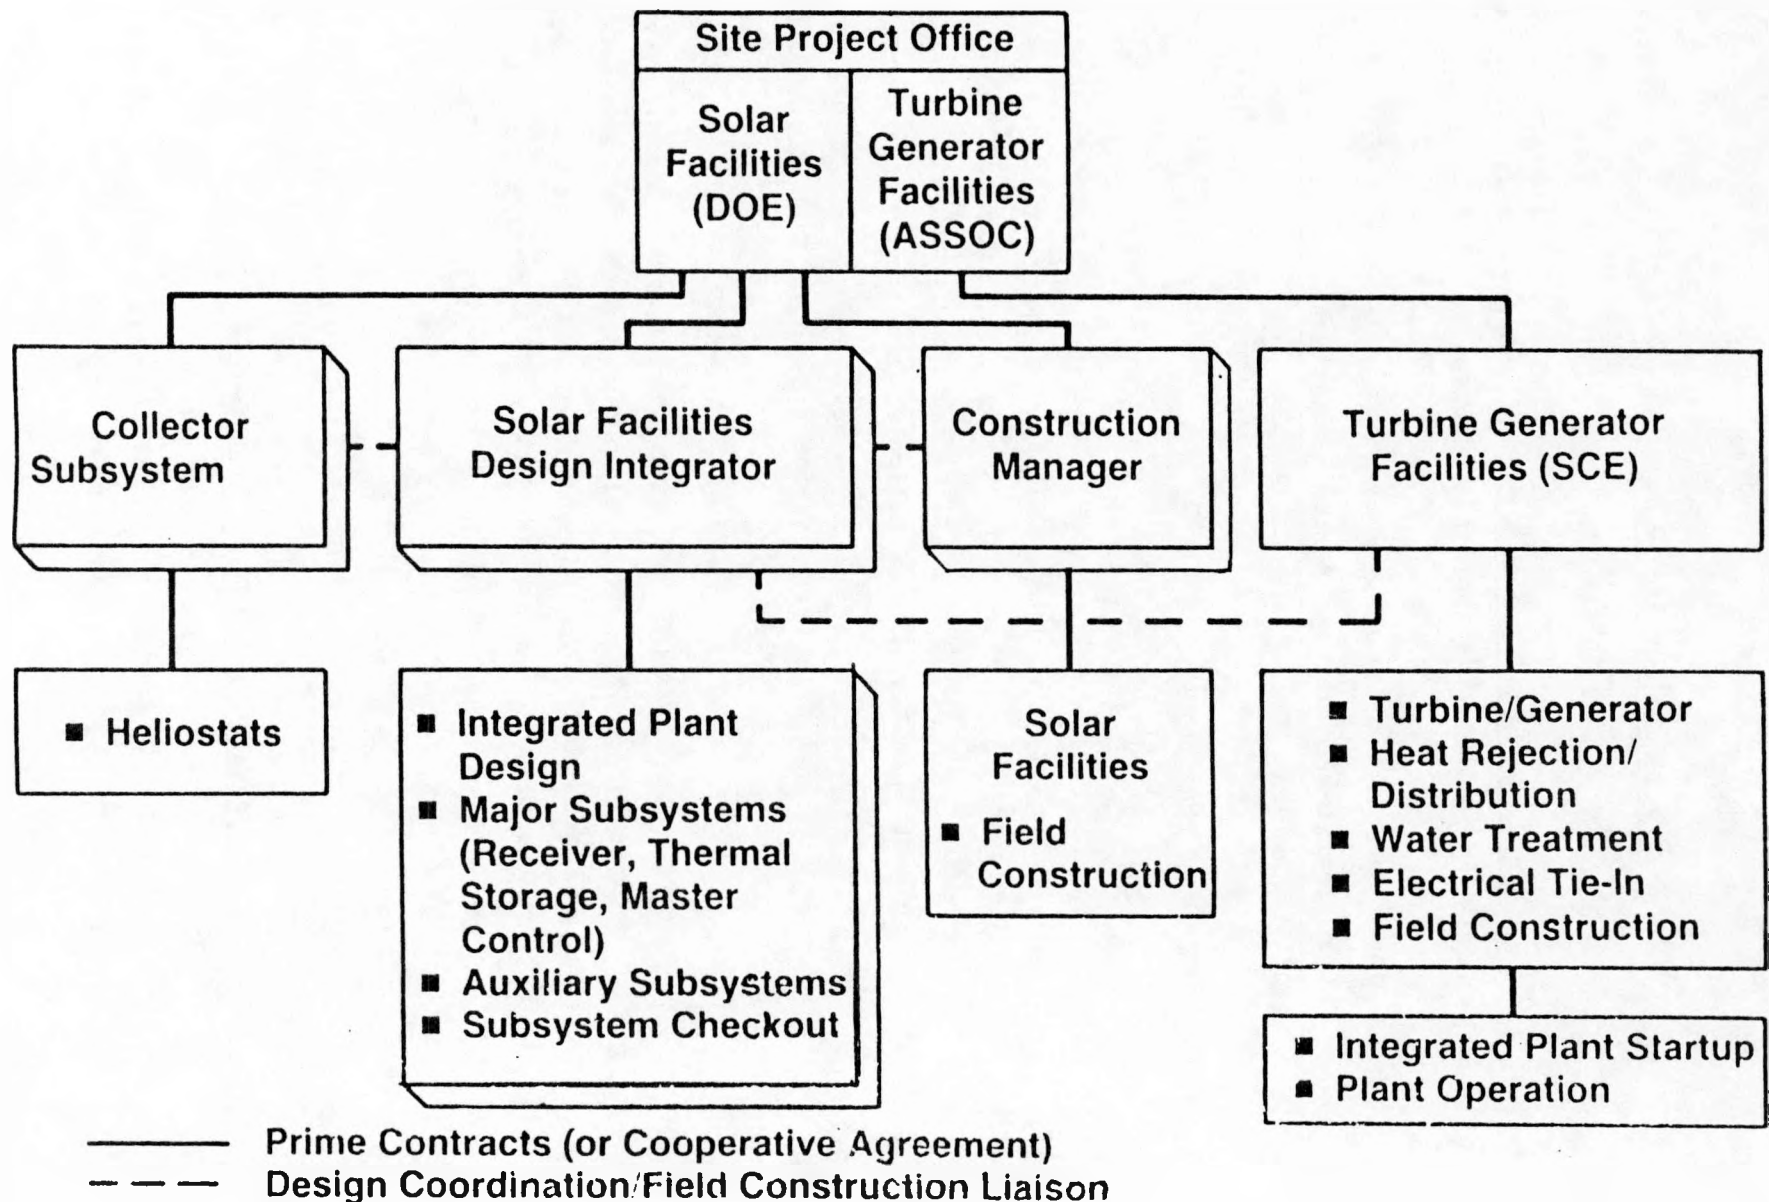 Site Project Office
Solar
Facilities
(DOE)
Turbine
Generator
Facilities
(ASSOC)
Collector
Subsystem
Solar Facilities
Design Integrator
Construction
Manager
Turbine Generator
Facilities (SCE)
■ Heliostats
■ Integrated Plant
Design
■ Major Subsystems
(Receiver, Thermal
Storage, Master
Control)
■ Auxiliary Subsystems
■ Subsystem Checkout
Solar
Facilities
■ Field
Construction
■ Turbine/Generator
■ Heat Rejection/
Distribution
■ Water Treatment
■ Electrical Tie-In
■ Field Construction
■ Integrated Plant Startup
■ Plant Operation
Prime Contracts (or Cooperative Agreement)
Design Coordination/Field Construction Liaison